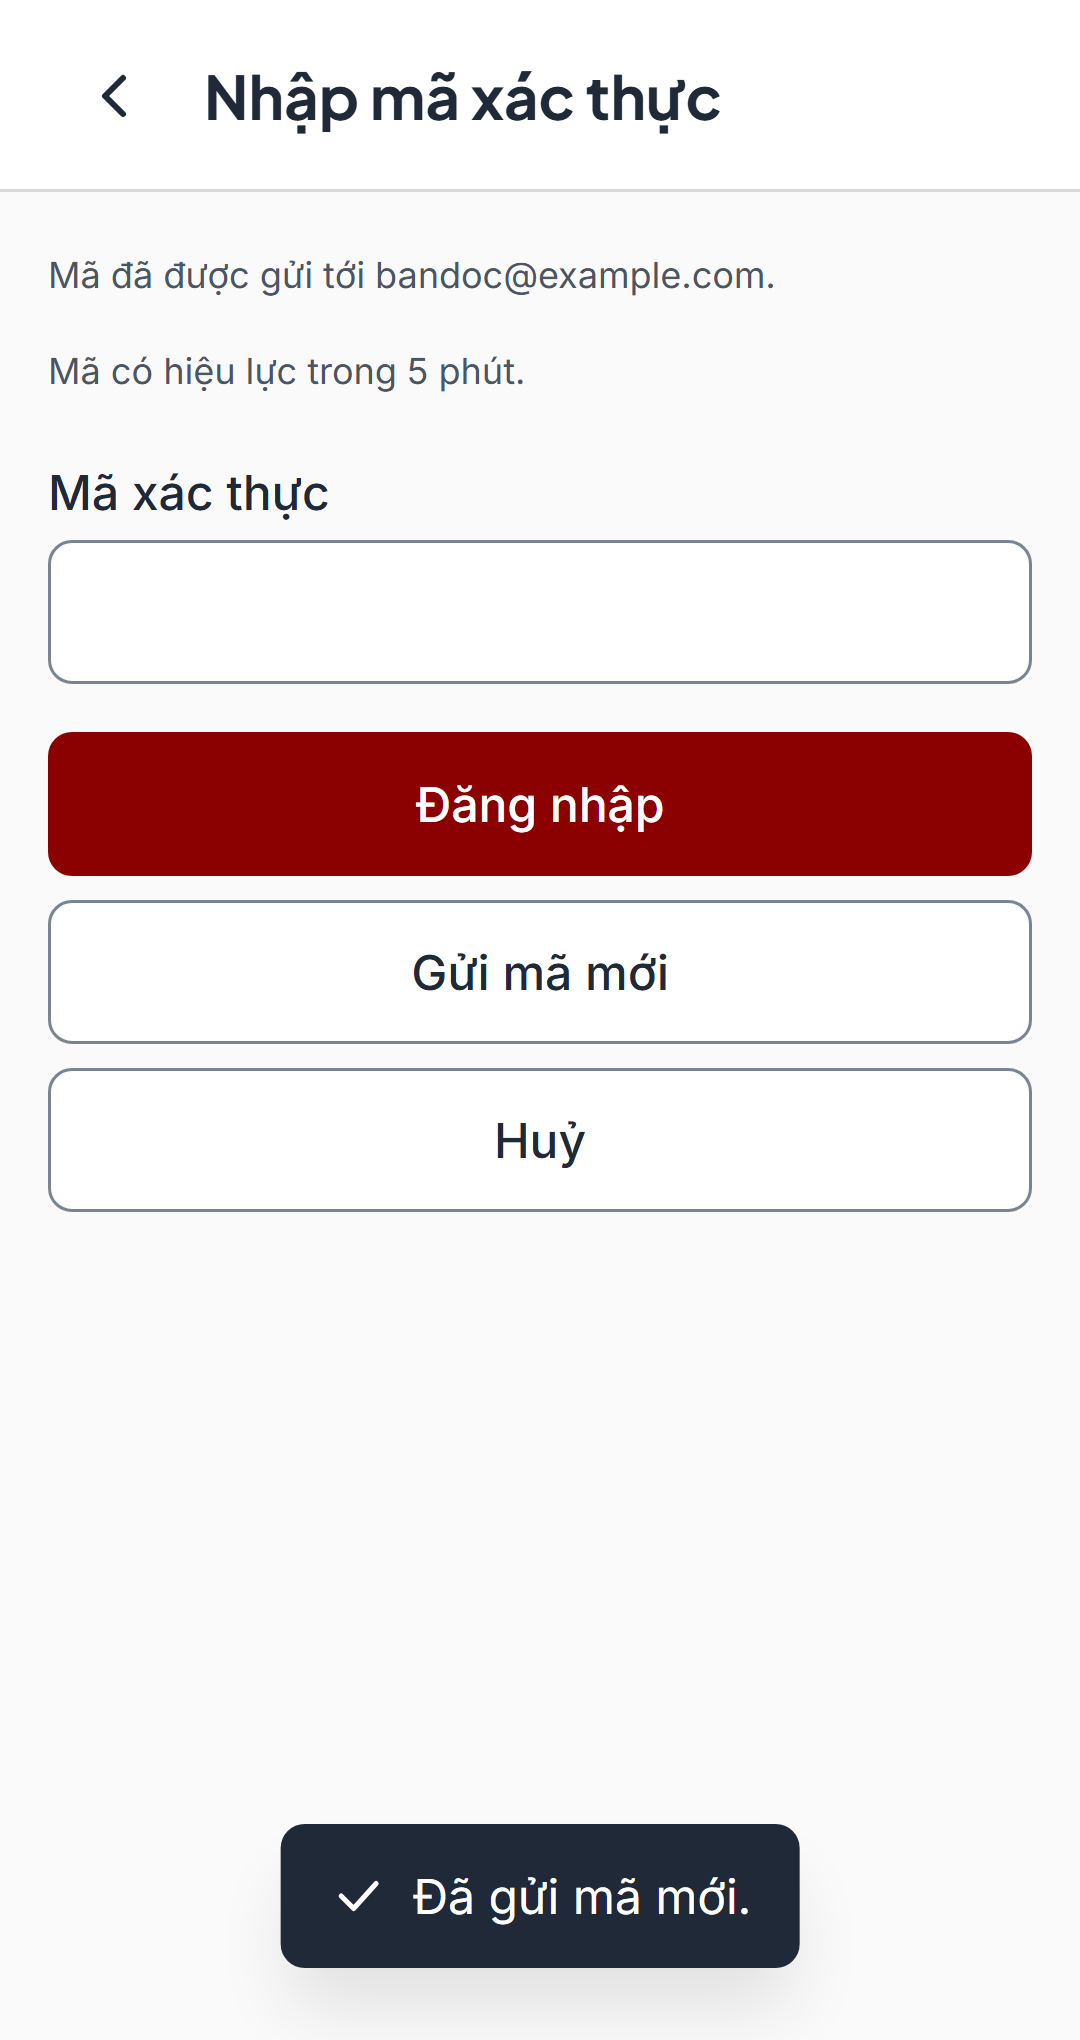 Nhập mã xác thực
Mã đã được gửi tới bandoc@example.com.
Mã có hiệu lực trong 5 phút.
Mã xác thực
Đăng nhập
Gửi mã mới
Huỷ
Đã gửi mã mới.